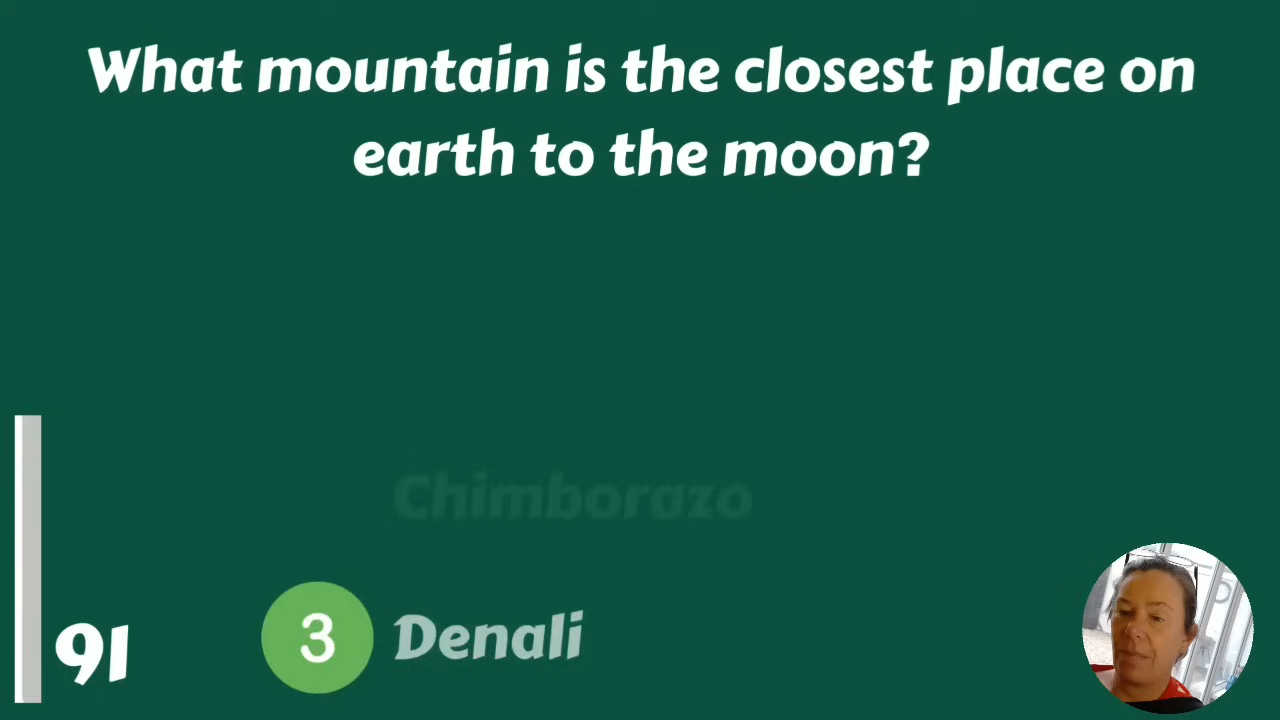 What mountain is the closest place on
earth to the moon?
Chimborazo
3 Denali
91